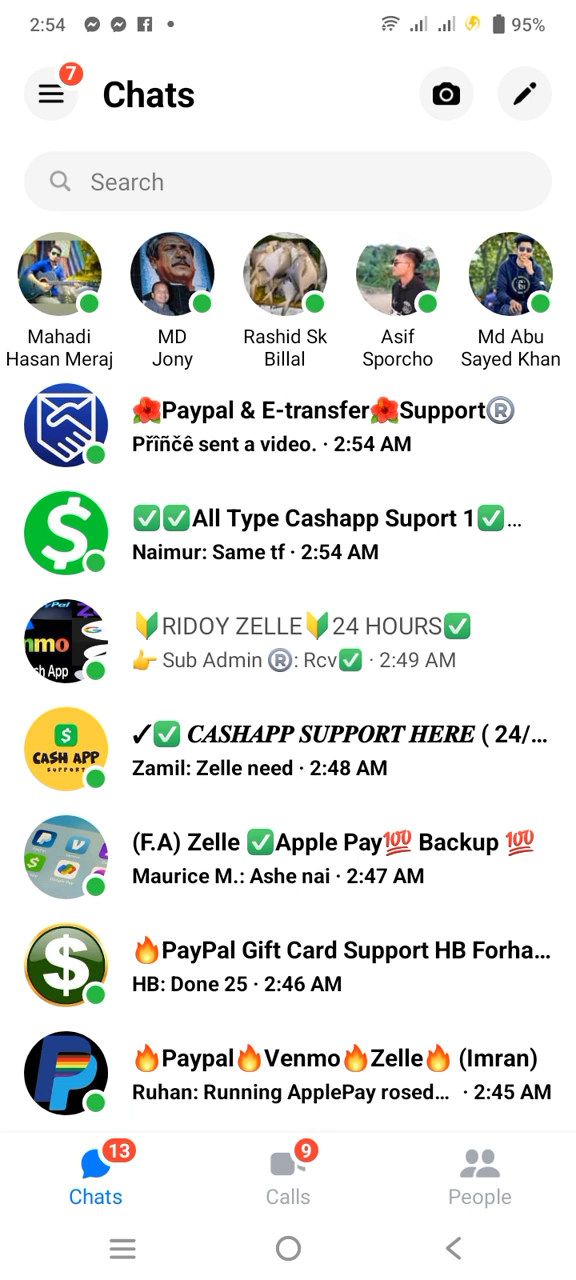 2:54
95%
7
Chats
Search
Mahadi
Hasan Meraj
MD
Jony
Rashid Sk
Billal
Asif
Sporcho
Md Abu
Sayed Khan
🌺Paypal & E-transfer🌺Support®️
Přîñčê sent a video. · 2:54 AM
✅✅All Type Cashapp Suport 1✅...
Naimur: Same tf · 2:54 AM
🔰RIDOY ZELLE🔰24 HOURS✅
👉 Sub Admin ®️: Rcv✅ · 2:49 AM
✓✅ CASHAPP SUPPORT HERE ( 24/...
Zamil: Zelle need · 2:48 AM
CASH APP
SUPPORT
(F.A) Zelle ✅Apple Pay💯 Backup 💯
Maurice M.: Ashe nai · 2:47 AM
🔥PayPal Gift Card Support HB Forha...
HB: Done 25 · 2:46 AM
🔥Paypal🔥Venmo🔥Zelle🔥 (Imran)
Ruhan: Running ApplePay rosed... · 2:45 AM
13
9
Chats
Calls
People